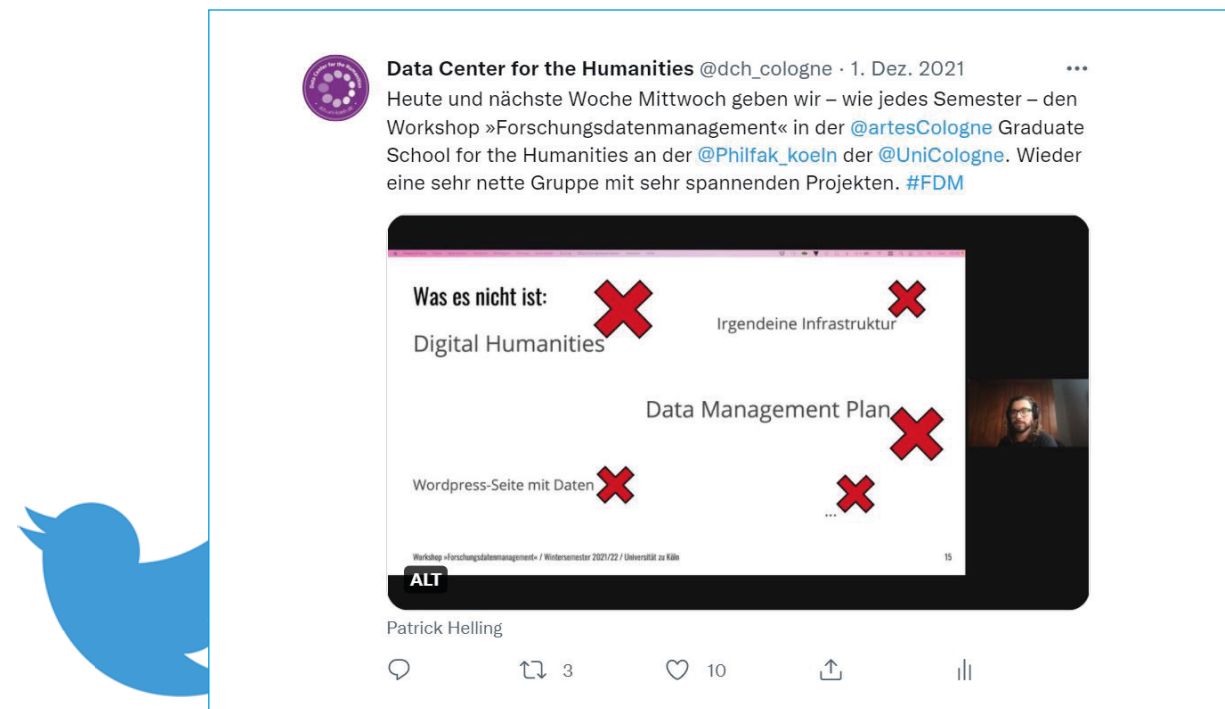 Data Center for the Humanities @dch_cologne · 1. Dez. 2021
Heute und nächste Woche Mittwoch geben wir – wie jedes Semester – den
Workshop »Forschungsdatenmanagement« in der @artesCologne Graduate
School for the Humanities an der @Philfak_koeln der @UniCologne. Wieder
eine sehr nette Gruppe mit sehr spannenden Projekten. #FDM
Was es nicht ist:
Digital Humanities
Irgendeine Infrastruktur
Data Management Plan
Wordpress-Seite mit Daten
...
Workshop »Forschungsdatenmanagement« / Wintersemester 2021/22 / Universität zu Köln
15
ALT
Patrick Helling
3
10